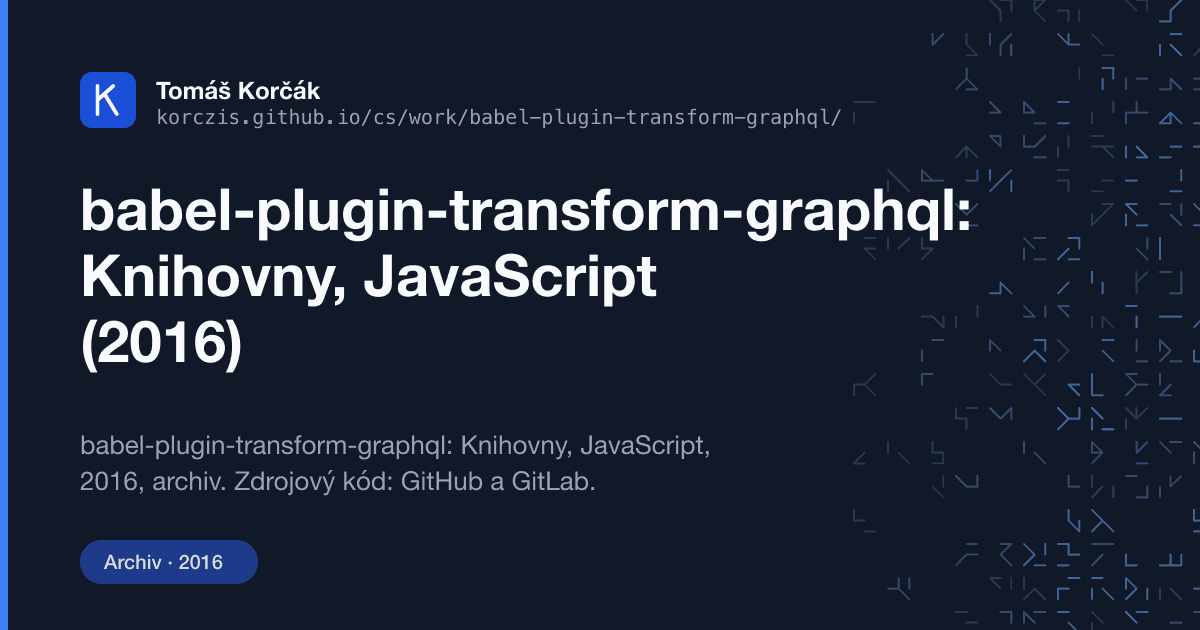 K
Tomáš Korčák
korczis.github.io/cs/work/babel-plugin-transform-graphql/
babel-plugin-transform-graphql:
Knihovny, JavaScript
(2016)
babel-plugin-transform-graphql: Knihovny, JavaScript,
2016, archiv. Zdrojový kód: GitHub a GitLab.
Archiv · 2016